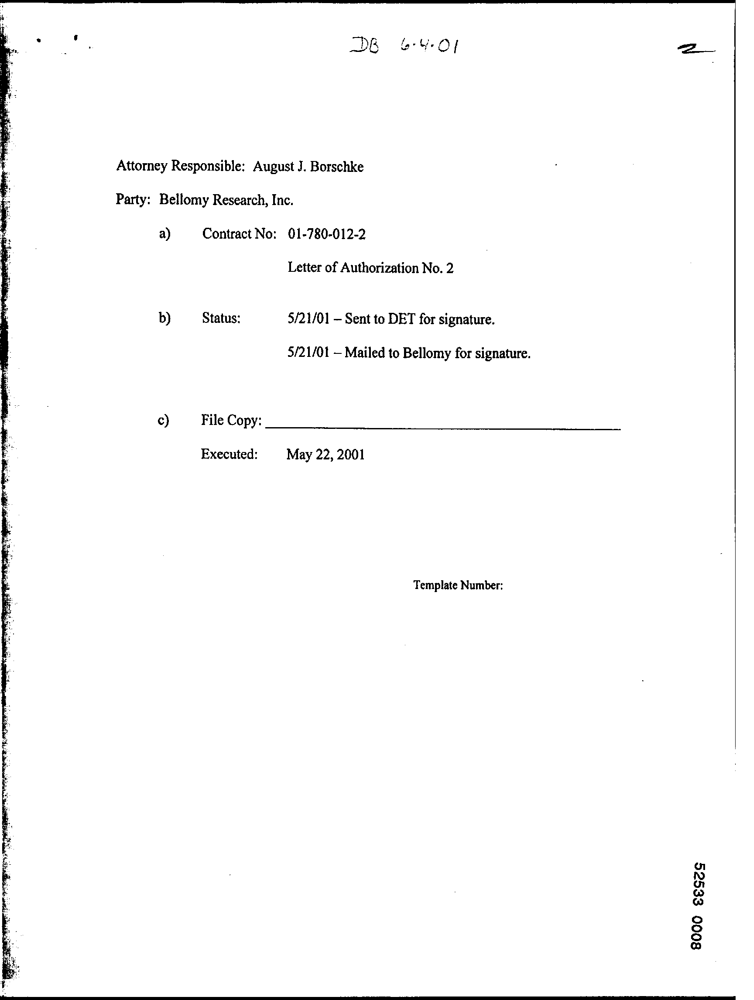 DB 6.4.01
2
Attorney Responsible: August J. Borschke
Party: Bellomy Research, Inc.
a) Contract No: 01-780-012-2
Letter of Authorization No. 2
b) Status: 5/21/01 – Sent to DET for signature.
5/21/01 – Mailed to Bellomy for signature.
c) File Copy:
Executed: May 22, 2001
Template Number:
52533 0008